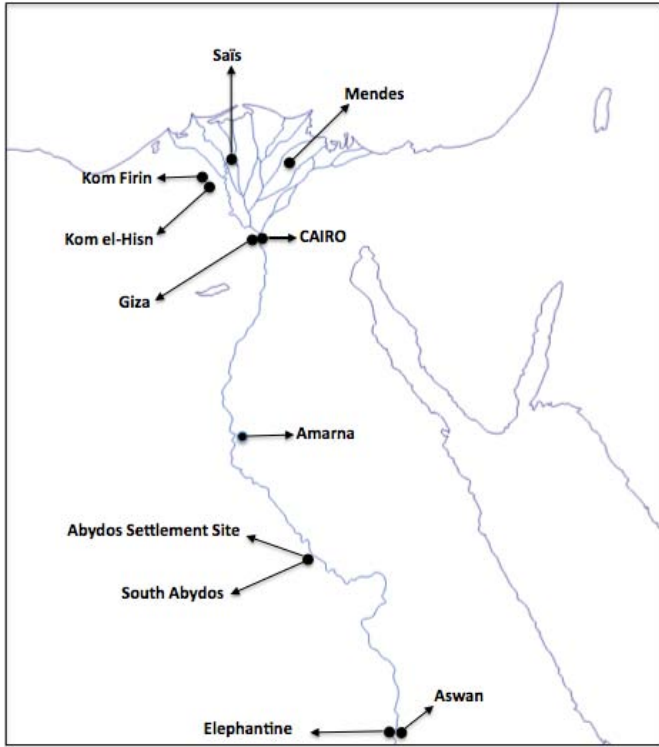 Saïs
Mendes
Kom Firin
Kom el-Hisn
CAIRO
Giza
Amarna
Abydos Settlement Site
South Abydos
Aswan
Elephantine